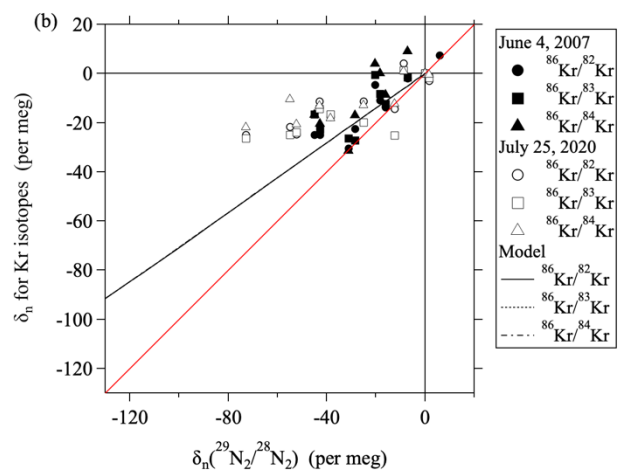 (b)
20
0
-20
-40
-60
-80
-100
-120
δn for Kr isotopes (per meg)
-120
-80
-40
0
δn(²⁹N₂/²⁸N₂) (per meg)
June 4, 2007
⁸⁶Kr/⁸²Kr
⁸⁶Kr/⁸³Kr
⁸⁶Kr/⁸⁴Kr
July 25, 2020
⁸⁶Kr/⁸²Kr
⁸⁶Kr/⁸³Kr
⁸⁶Kr/⁸⁴Kr
Model
⁸⁶Kr/⁸²Kr
⁸⁶Kr/⁸³Kr
⁸⁶Kr/⁸⁴Kr